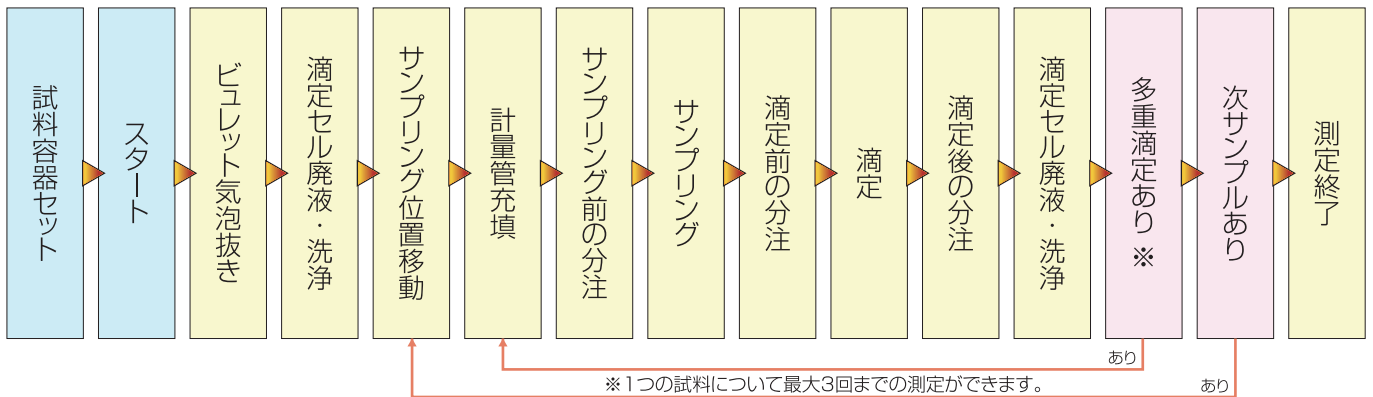 試料容器セット
スタート
ビュレット気泡抜き
滴定セル廃液・洗浄
サンプリング位置移動
計量管充填
サンプリング前の分注
サンプリング
滴定前の分注
滴定
滴定後の分注
滴定セル廃液・洗浄
多重滴定あり ※
次サンプルあり
測定終了
あり
※1つの試料について最大3回までの測定ができます。
あり